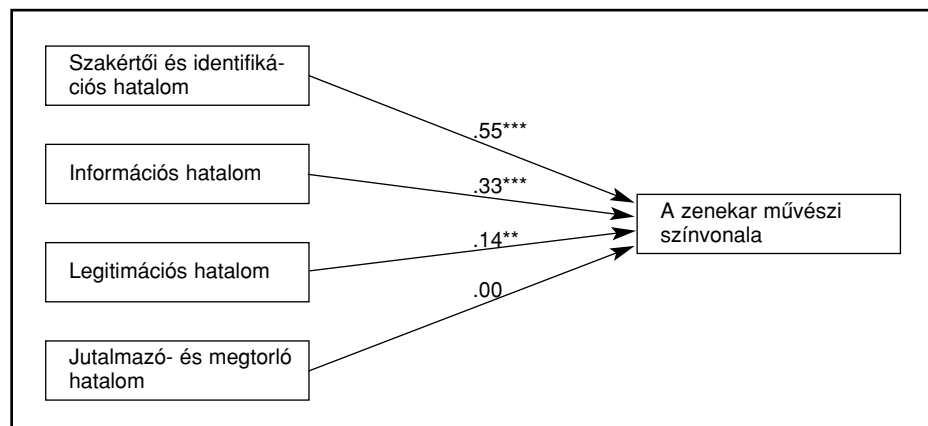 Szakértői és identifiká-
ciós hatalom
.55***
Információs hatalom
.33***
A zenekar művészi
színvonala
.14**
Legitimációs hatalom
.00
Jutalmazó- és megtorló
hatalom